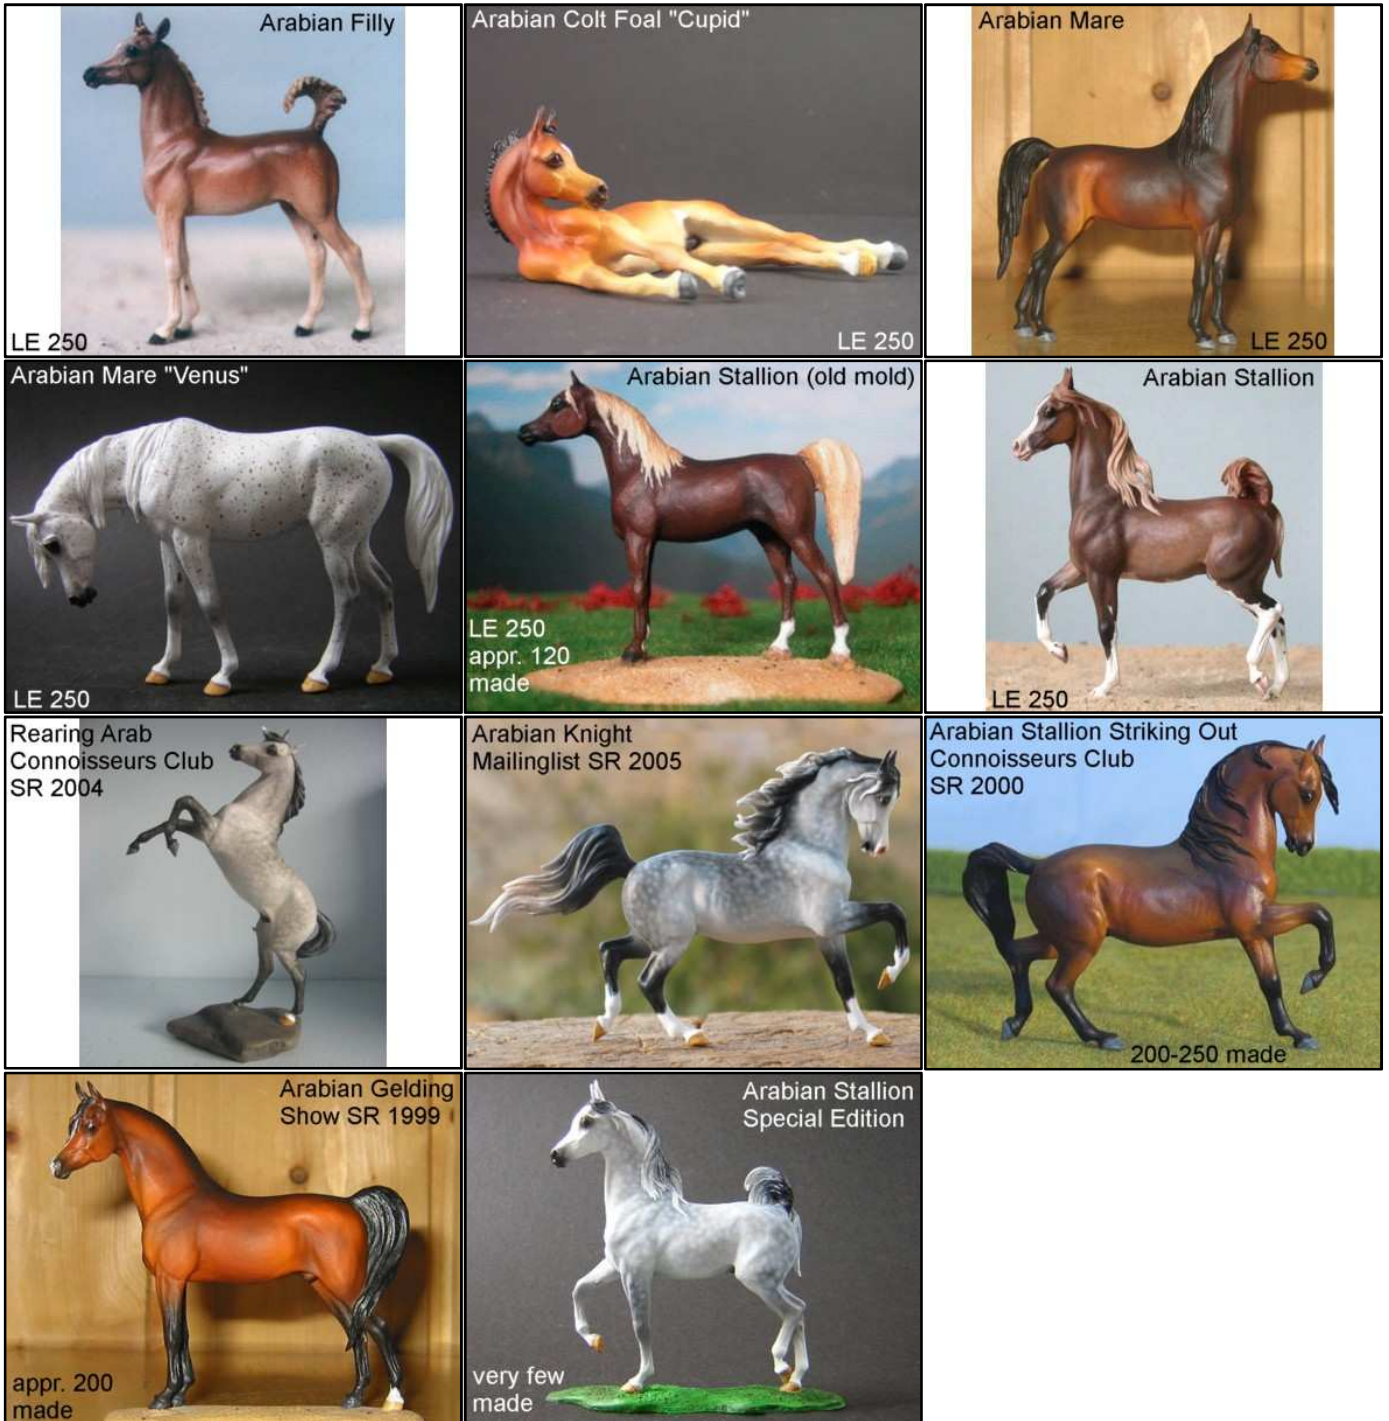 Arabian Filly
LE 250
Arabian Colt Foal "Cupid"
LE 250
Arabian Mare
LE 250
Arabian Mare "Venus"
LE 250
Arabian Stallion (old mold)
LE 250
appr. 120
made
Arabian Stallion
LE 250
Rearing Arab
Connoisseurs Club
SR 2004
Arabian Knight
Mailinglist SR 2005
Arabian Stallion Striking Out
Connoisseurs Club
SR 2000
200-250 made
Arabian Gelding
Show SR 1999
appr. 200
made
Arabian Stallion
Special Edition
very few
made